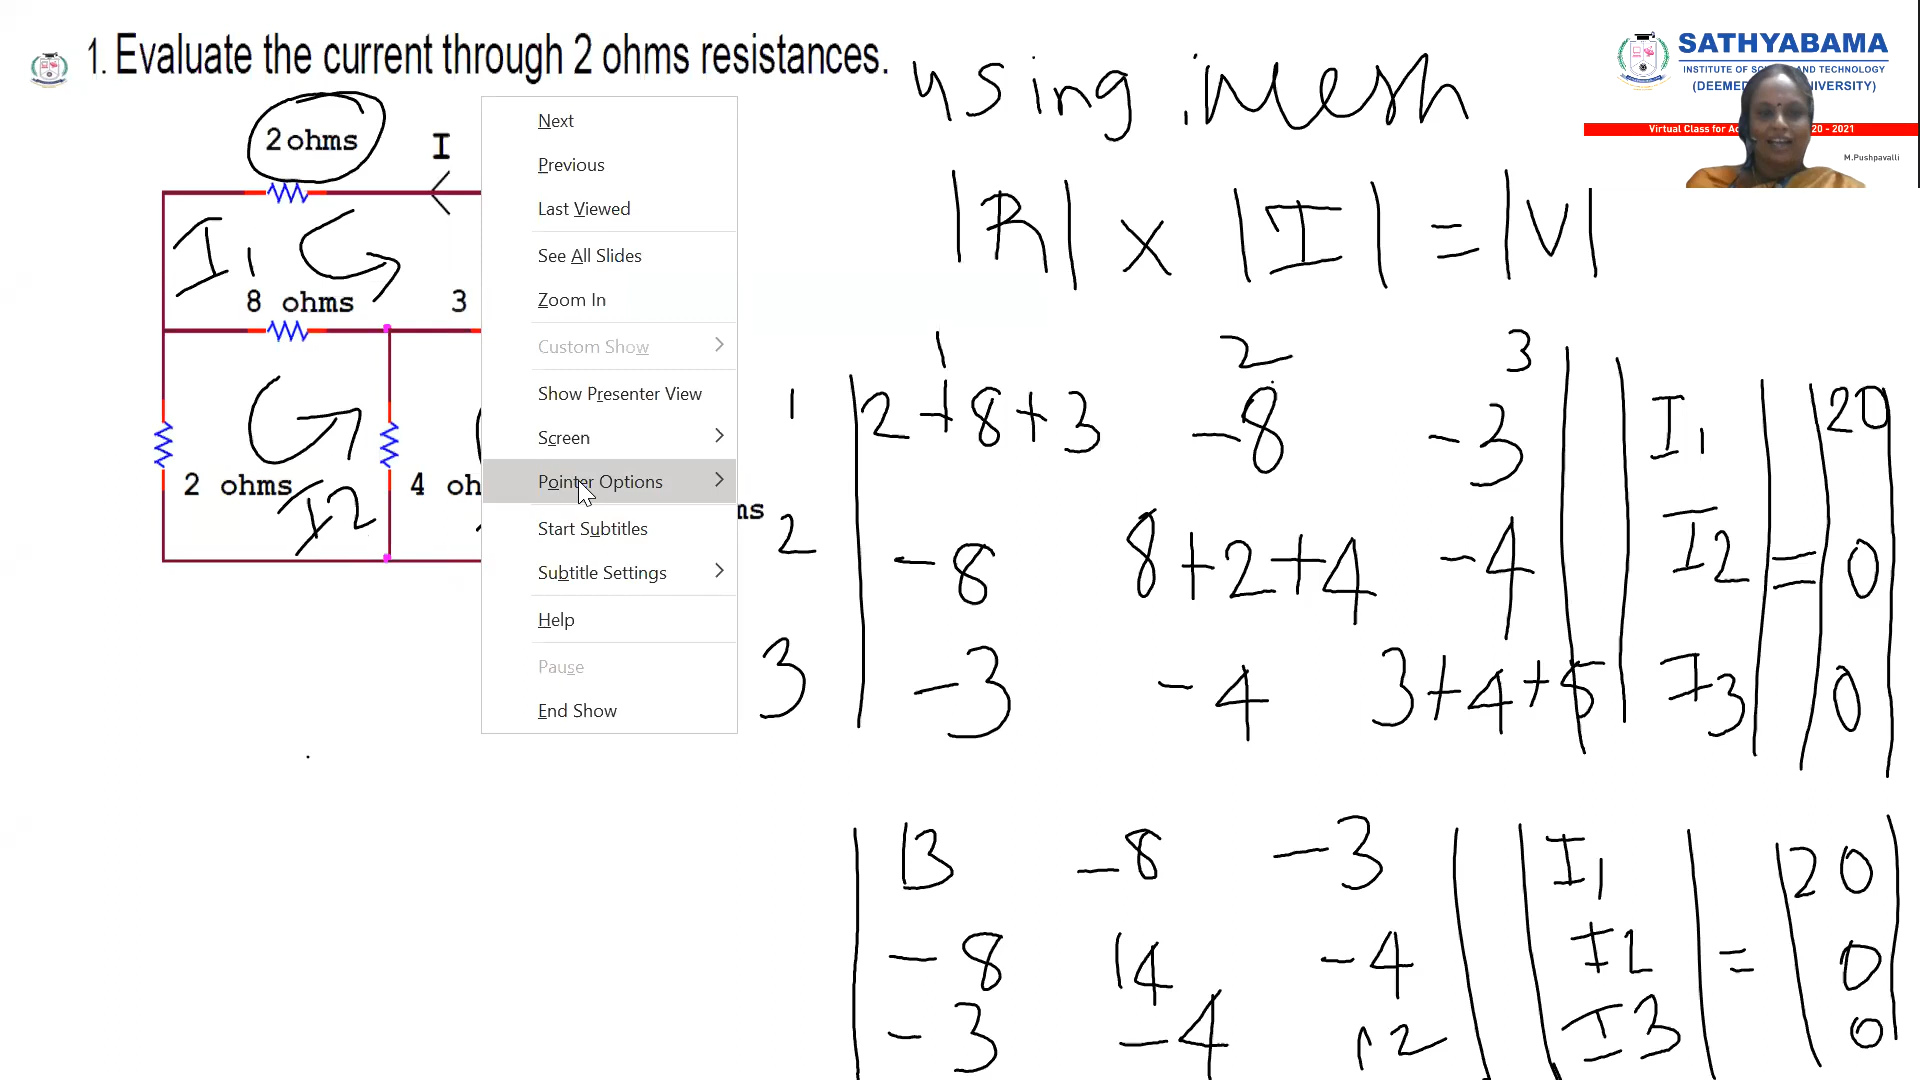 1. Evaluate the current through 2 ohms resistances. using mesh
SATHYABAMA
INSTITUTE OF SC AND TECHNOLOGY
(DEEMED IVERSITY)
Virtual Class for Ac 20 - 2021
M.Pushpavalli
2 ohms I
I1
8 ohms 3
2 ohms 4 oh ms
I2
Next
Previous
Last Viewed
See All Slides
Zoom In
Custom Show
Show Presenter View
Screen
Pointer Options
Start Subtitles
Subtitle Settings
Help
Pause
End Show
|R| x |I| = |V|
1 2 3
1 | 2+8+3 -8 -3 | | I1 | | 20 |
2 | -8 8+2+4 -4 | | I2 | = | 0 |
3 | -3 -4 3+4+5 | | I3 | | 0 |
| 13 -8 -3 | | I1 | | 20 |
| -8 14 -4 | | I2 | = | 0 |
| -3 -4 12 | | I3 | | 0 |